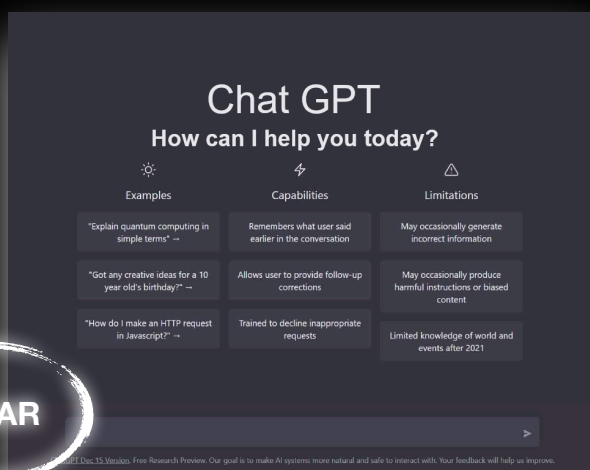 Chat GPT
How can I help you today?
Examples
Capabilities
Limitations
"Explain quantum computing in
simple terms" →
Remembers what user said
earlier in the conversation
May occasionally generate
incorrect information
"Got any creative ideas for a 10
year old's birthday?" →
Allows user to provide follow-up
corrections
May occasionally produce
harmful instructions or biased
content
"How do I make an HTTP request
in Javascript?" →
Trained to decline inappropriate
requests
Limited knowledge of world and
events after 2021
AR
Dec 15 Version. Free Research Preview. Our goal is to make AI systems more natural and safe to interact with. Your feedback will help us improve.